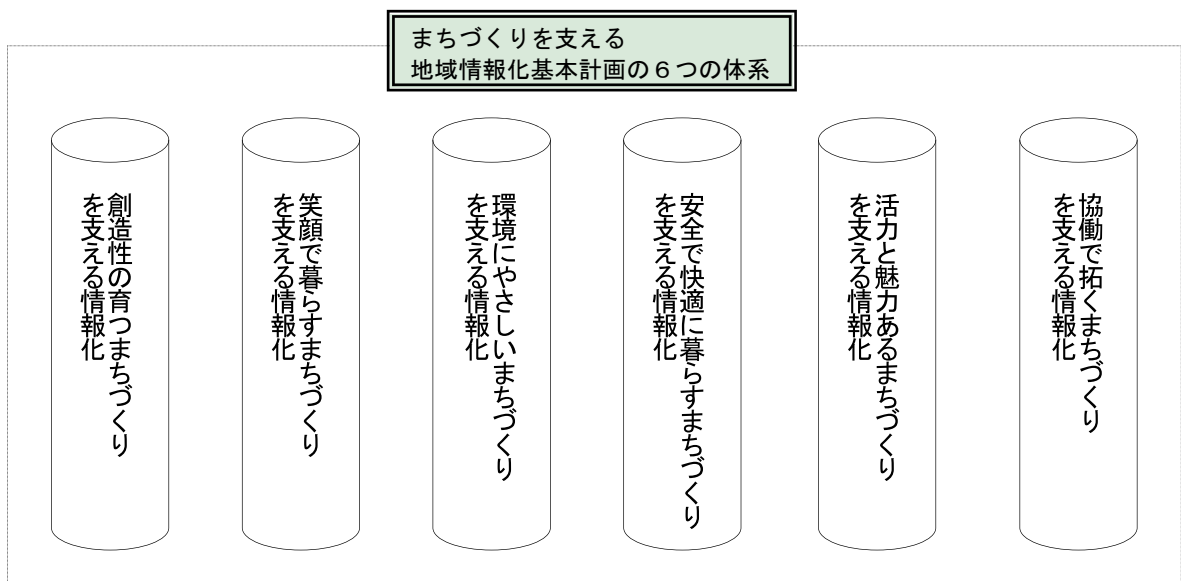 まちづくりを支える
地域情報化基本計画の６つの体系
創造性の育つまちづくり
を支える情報化
笑顔で暮らすまちづくり
を支える情報化
環境にやさしいまちづくり
を支える情報化
安全で快適に暮らすまちづくり
を支える情報化
活力と魅力あるまちづくり
を支える情報化
協働で拓くまちづくり
を支える情報化